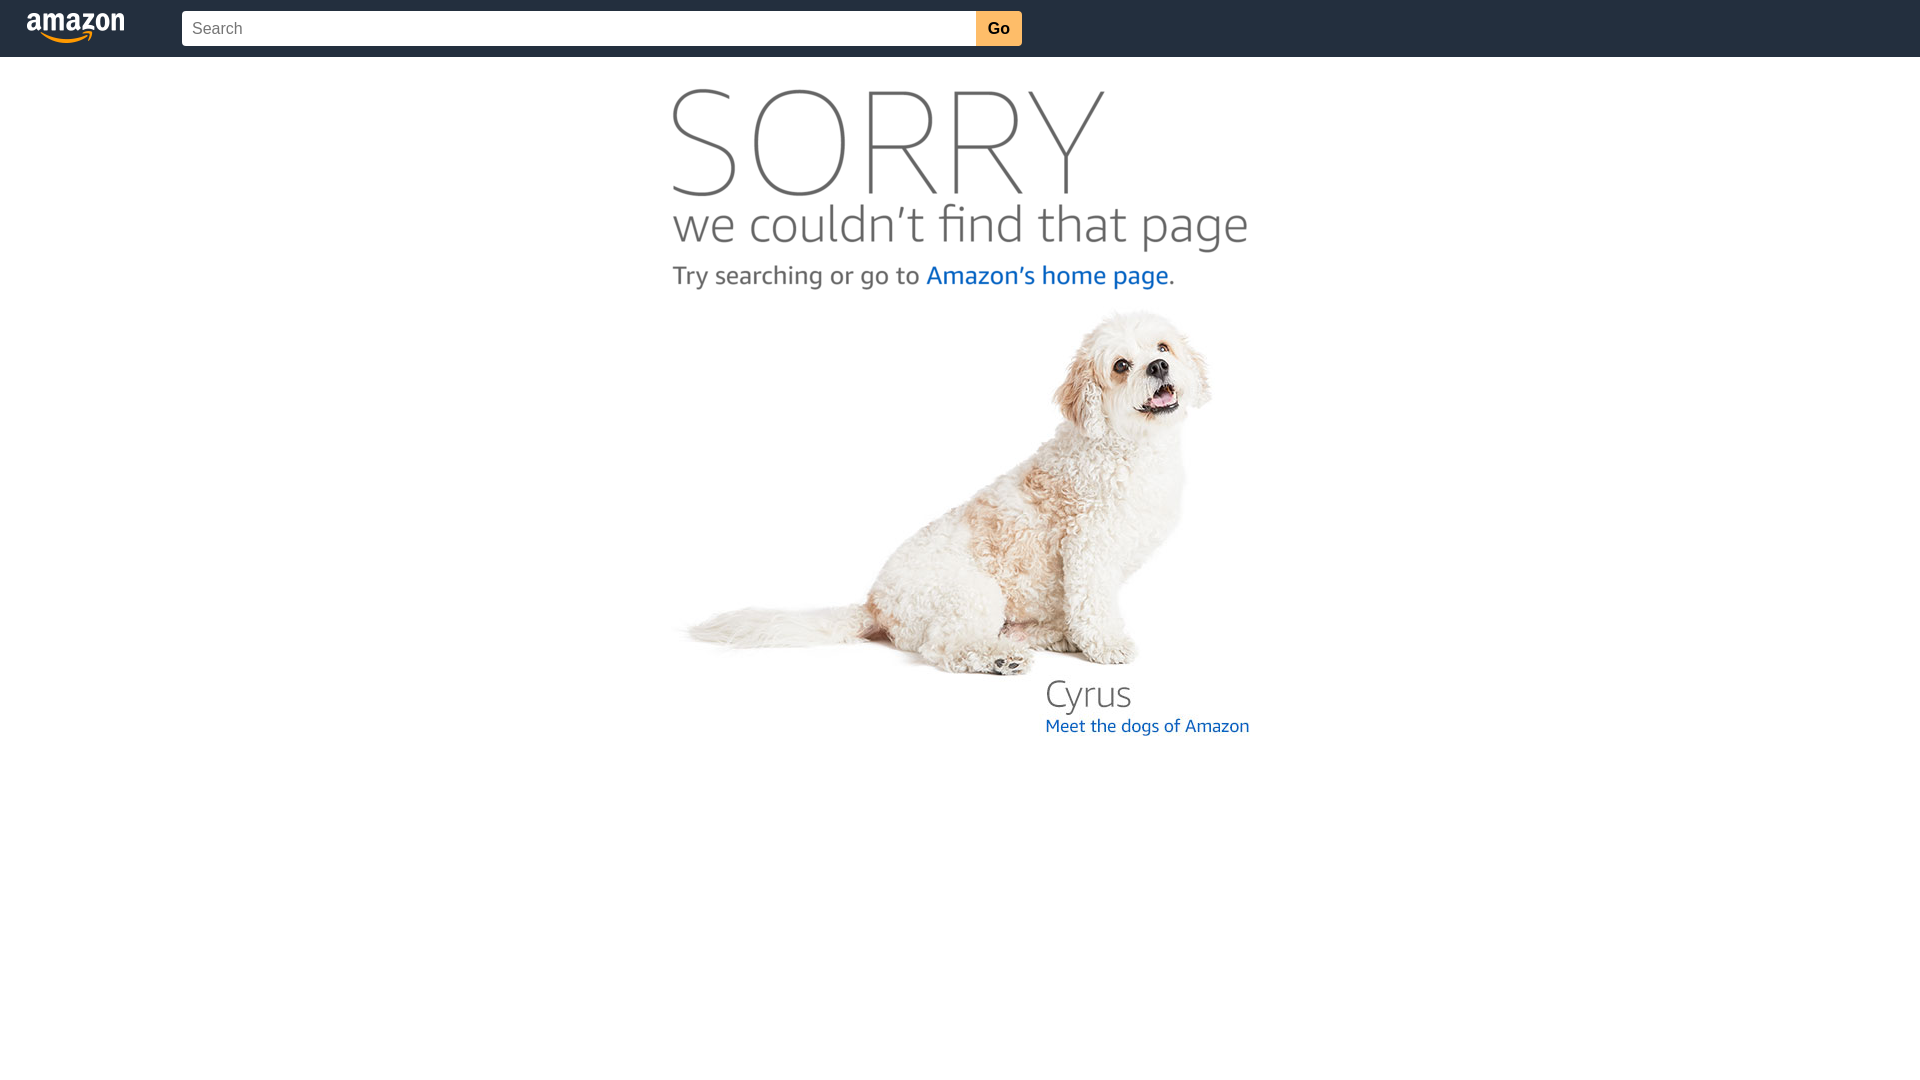 amazon
Search
Go
SORRY
we couldn't find that page
Try searching or go to Amazon's home page.
Cyrus
Meet the dogs of Amazon